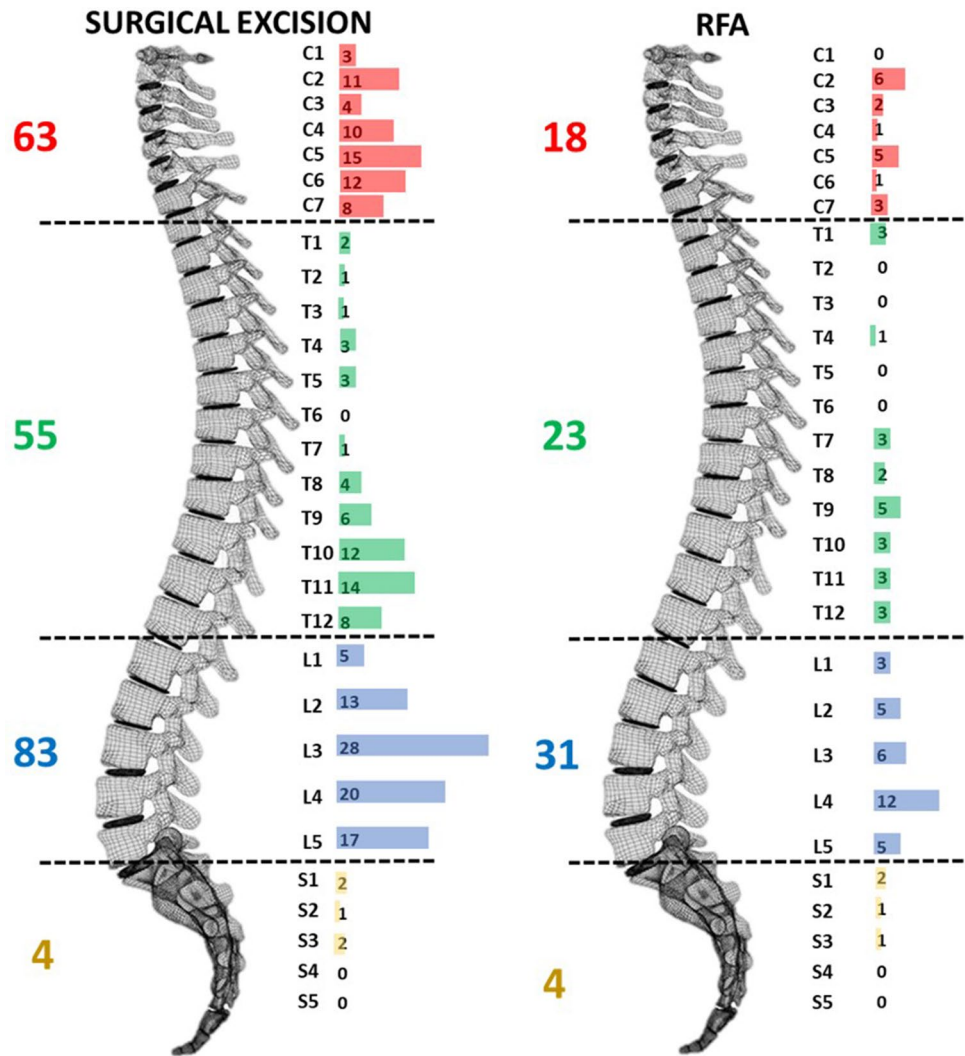 SURGICAL EXCISION
63
C1 3
C2 11
C3 4
C4 10
C5 15
C6 12
C7 8
55
T1 2
T2 1
T3 1
T4 3
T5 3
T6 0
T7 1
T8 4
T9 6
T10 12
T11 14
T12 8
83
L1 5
L2 13
L3 28
L4 20
L5 17
4
S1 2
S2 1
S3 2
S4 0
S5 0
RFA
18
C1 0
C2 6
C3 2
C4 1
C5 5
C6 1
C7 3
23
T1 3
T2 0
T3 0
T4 1
T5 0
T6 0
T7 3
T8 2
T9 5
T10 3
T11 3
T12 3
31
L1 3
L2 5
L3 6
L4 12
L5 5
4
S1 2
S2 1
S3 1
S4 0
S5 0